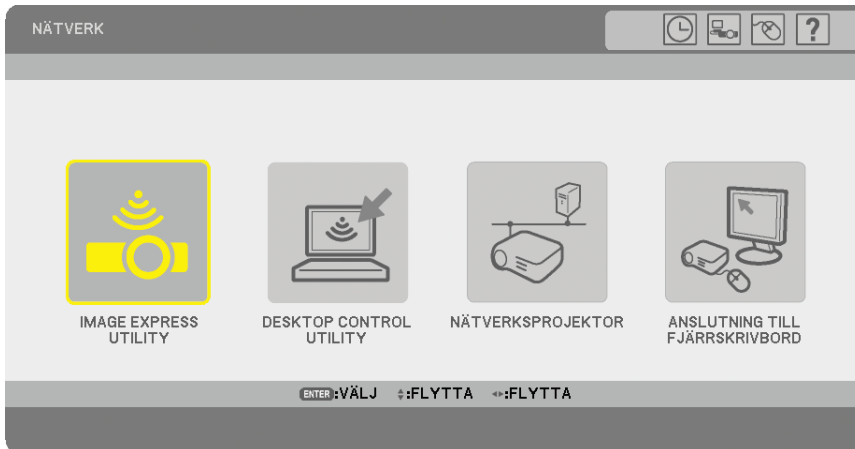 NÄTVERK
?
IMAGE EXPRESS
UTILITY
DESKTOP CONTROL
UTILITY
NÄTVERKSPROJEKTOR
ANSLUTNING TILL
FJÄRRSKRIVBORD
ENTER:VÄLJ :FLYTTA :FLYTTA